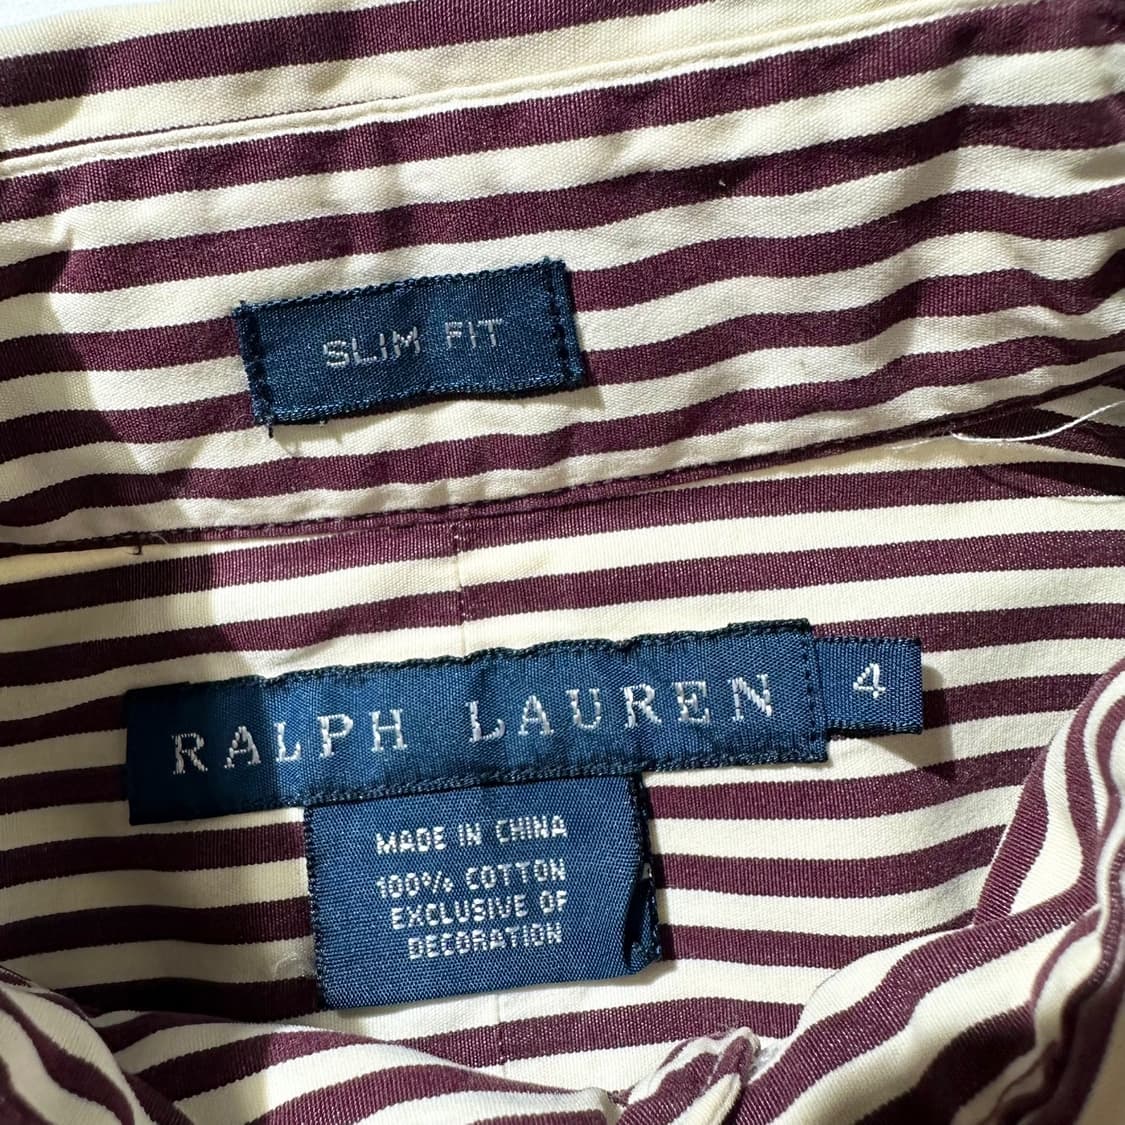 SLIM FIT
RALPH LAUREN
4
MADE IN CHINA
100% COTTON
EXCLUSIVE OF
DECORATION